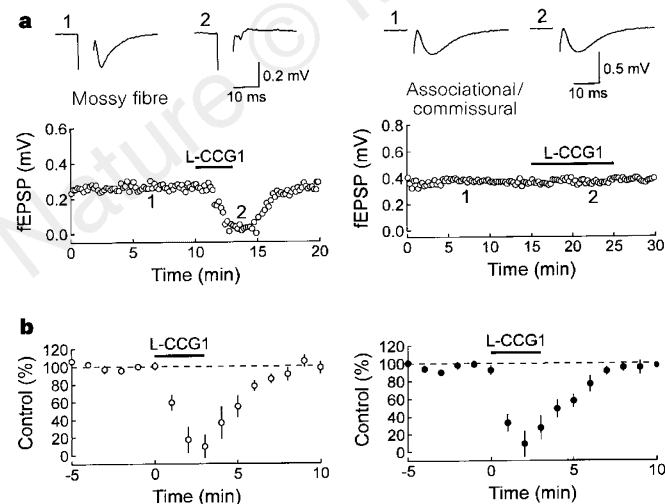 a
1
2
0.2 mV
10 ms
Mossy fibre
L-CCG1
fEPSP (mV)
0.6
0.4
0.2
0.0
1
2
0
5
10
15
20
Time (min)
1
2
0.5 mV
10 ms
Associational/
commissural
L-CCG1
fEPSP (mV)
0.8
0.6
0.4
0.2
0.0
1
2
0
5
10
15
20
25
30
Time (min)
b
L-CCG1
Control (%)
120
100
80
60
40
20
0
-5
0
5
10
Time (min)
L-CCG1
Control (%)
120
100
80
60
40
20
0
-5
0
5
10
Time (min)
Nature ©